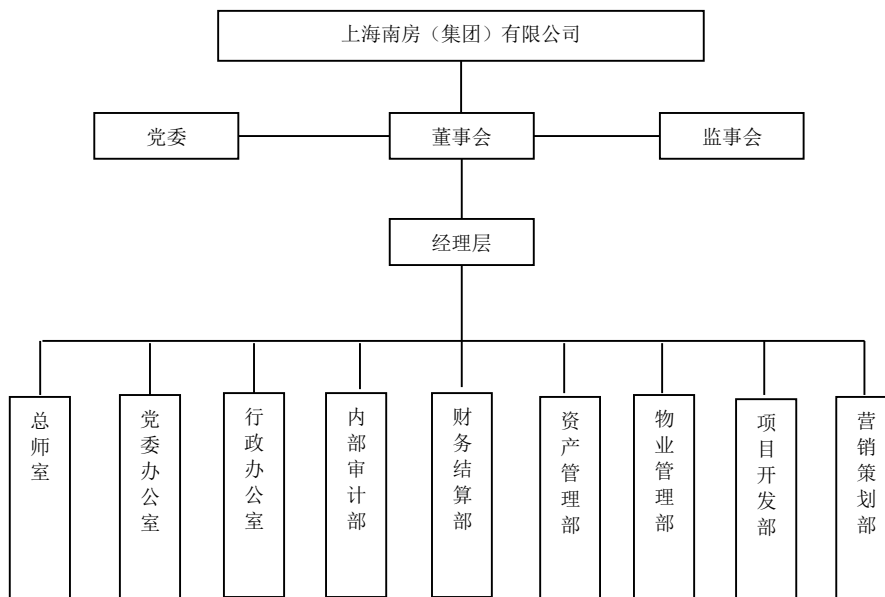 上海南房（集团）有限公司
党委
董事会
监事会
经理层
总师室
党委办公室
行政办公室
内部审计部
财务结算部
资产管理部
物业管理部
项目开发部
营销策划部